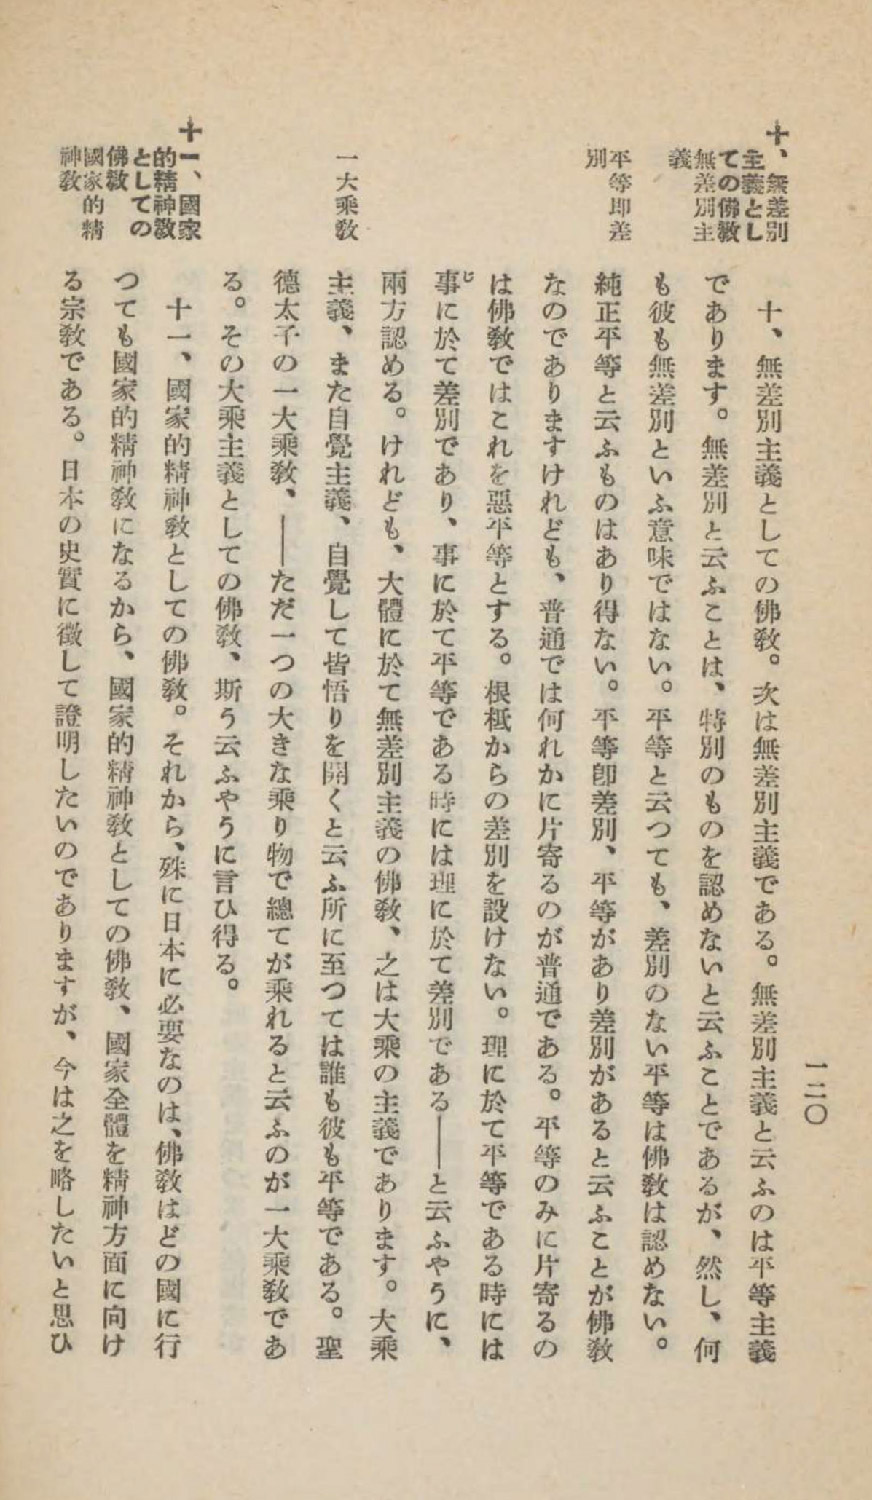 一二〇
十、無差別
主義とし
ての佛教
無差別主
義
平等即差
別
一大乘教
十一、國家
的精神教
としての
佛教
國家的精
神教
十、無差別主義としての佛教。次は無差別主義である。無差別主義と云ふのは平等主義
であります。無差別と云ふことは、特別のものを認めないと云ふことであるが、然し、何
も彼も無差別といふ意味ではない。平等と云つても、差別のない平等は佛教は認めない。
純正平等と云ふものはあり得ない。平等卽差別、平等があり差別があると云ふことが佛教
なのでありますけれども、普通では何れかに片寄るのが普通である。平等のみに片寄るの
は佛教ではこれを惡平等とする。根柢からの差別を設けない。理に於て平等である時には
事に於て差別であり、事に於て平等である時には理に於て差別である――と云ふやうに、
じ
兩方認める。けれども、大體に於て無差別主義の佛教、之は大乘の主義であります。大乘
主義、また自覺主義、自覺して皆悟りを開くと云ふ所に至つては誰も彼も平等である。聖
德太子の一大乘教、――ただ一つの大きな乘り物で總てが乘れると云ふのが一大乘教であ
る。その大乘主義としての佛教、斯う云ふやうに言ひ得る。
十一、國家的精神教としての佛教。それから、殊に日本に必要なのは、佛教はどの國に行
つても國家的精神教になるから、國家的精神教としての佛教、國家全體を精神方面に向け
る宗教である。日本の史實に徵して證明したいのでありますが、今は之を略したいと思ひ